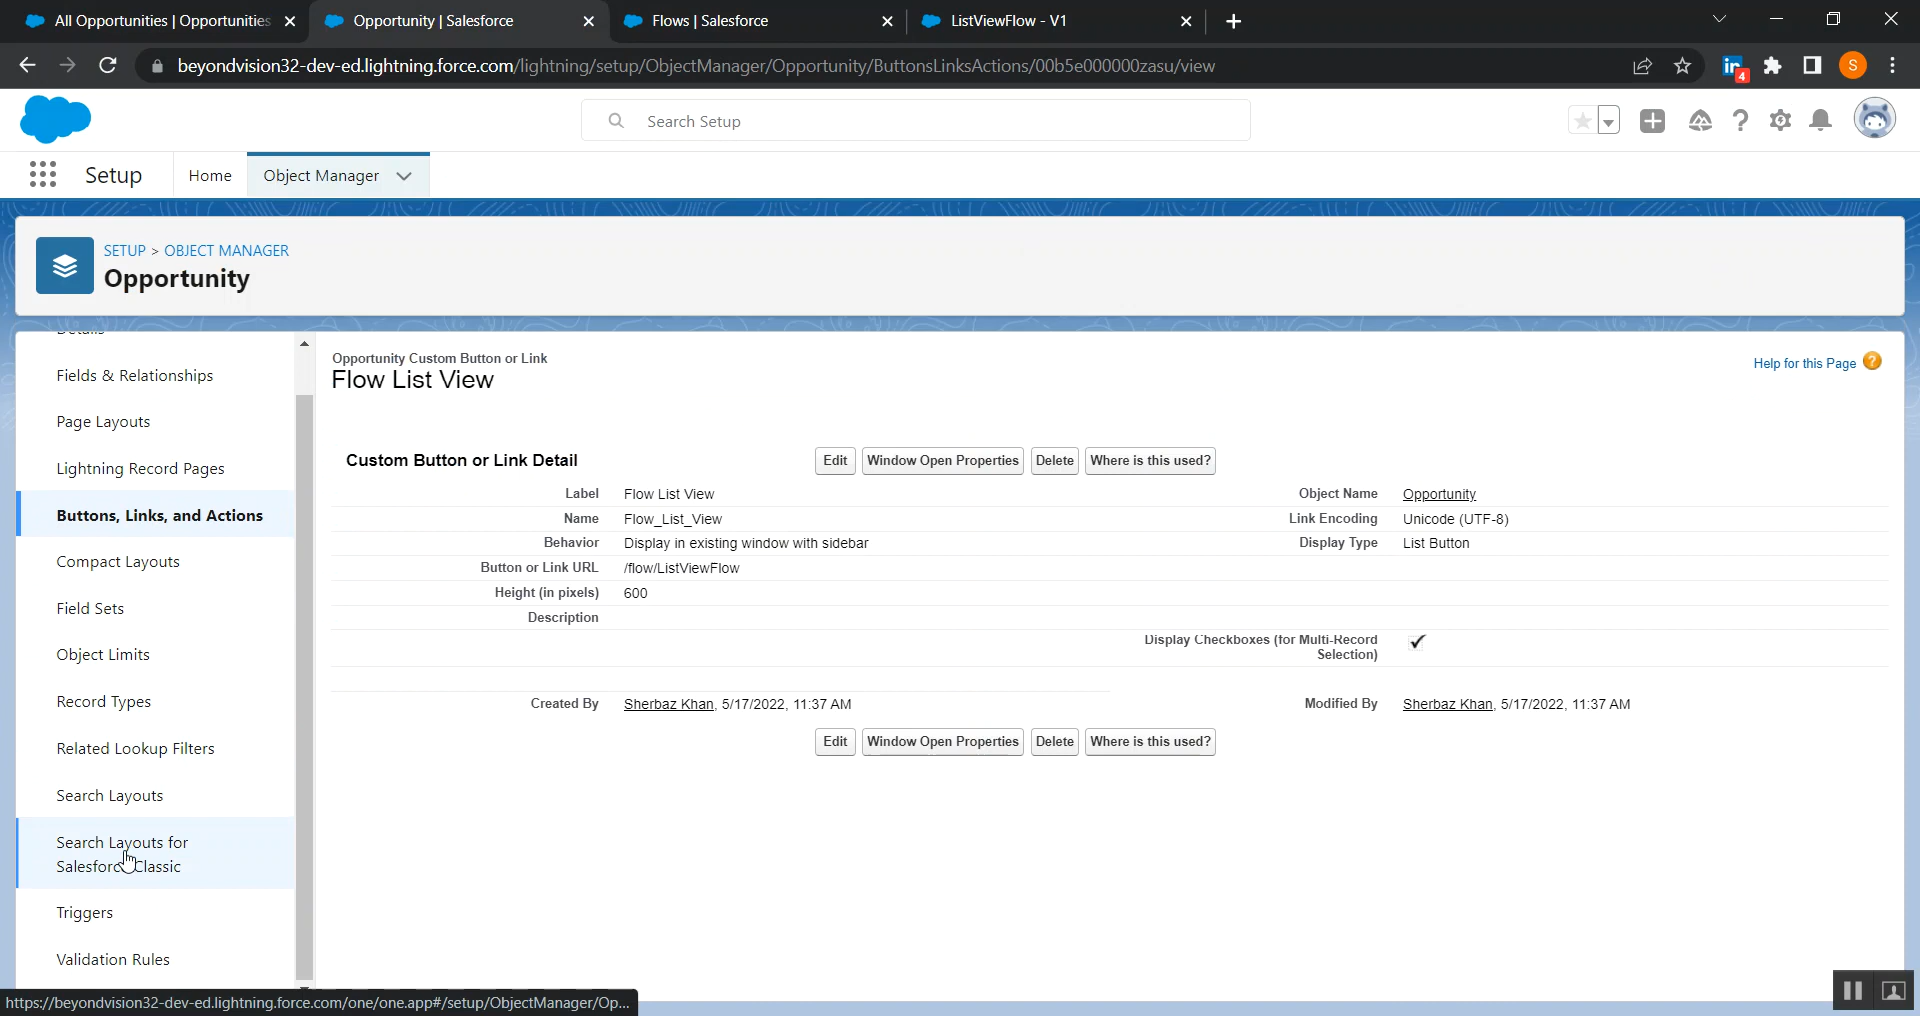 All Opportunities | Opportunities
Opportunity | Salesforce
Flows | Salesforce
ListViewFlow - V1
beyondvision32-dev-ed.lightning.force.com/lightning/setup/ObjectManager/Opportunity/ButtonsLinksActions/00b5e000000zasu/view
4
S
Search Setup
Setup
Home
Object Manager
SETUP > OBJECT MANAGER
Opportunity
Details
Fields & Relationships
Page Layouts
Lightning Record Pages
Buttons, Links, and Actions
Compact Layouts
Field Sets
Object Limits
Record Types
Related Lookup Filters
Search Layouts
Search Layouts for
Salesforce Classic
Triggers
Validation Rules
Opportunity Custom Button or Link
Flow List View
Help for this Page ?
Custom Button or Link Detail
Edit Window Open Properties Delete Where is this used?
Label Flow List View Object Name Opportunity
Name Flow_List_View Link Encoding Unicode (UTF-8)
Behavior Display in existing window with sidebar Display Type List Button
Button or Link URL /flow/ListViewFlow
Height (in pixels) 600
Description
Display Checkboxes (for Multi-Record
Selection)
Created By Sherbaz Khan, 5/17/2022, 11:37 AM Modified By Sherbaz Khan, 5/17/2022, 11:37 AM
Edit Window Open Properties Delete Where is this used?
https://beyondvision32-dev-ed.lightning.force.com/one/one.app#/setup/ObjectManager/Op...